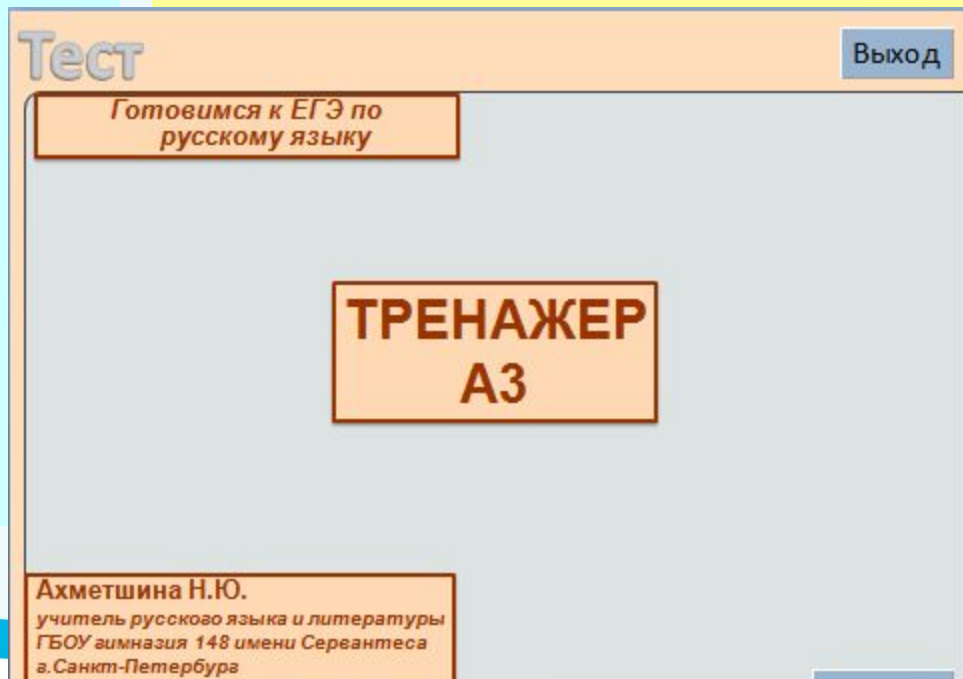 Тест
Выход
Готовимся к ЕГЭ по
русскому языку
ТРЕНАЖЕР
А3
Ахметшина Н.Ю.
учитель русского языка и литературы
ГБОУ гимназия 148 имени Сервантеса
г.Санкт-Петербург